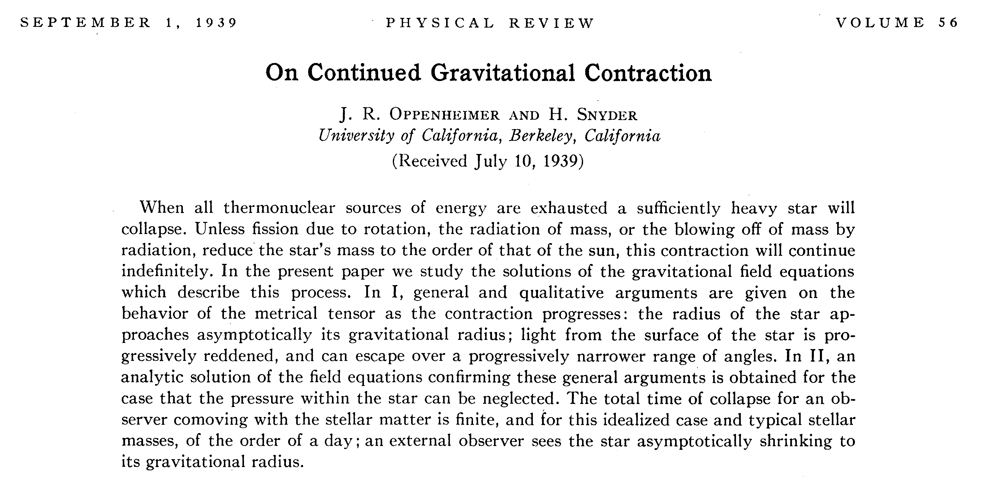 SEPTEMBER 1, 1939 PHYSICAL REVIEW VOLUME 56
On Continued Gravitational Contraction
J. R. OPPENHEIMER AND H. SNYDER
University of California, Berkeley, California
(Received July 10, 1939)
When all thermonuclear sources of energy are exhausted a sufficiently heavy star will
collapse. Unless fission due to rotation, the radiation of mass, or the blowing off of mass by
radiation, reduce the star's mass to the order of that of the sun, this contraction will continue
indefinitely. In the present paper we study the solutions of the gravitational field equations
which describe this process. In I, general and qualitative arguments are given on the
behavior of the metrical tensor as the contraction progresses: the radius of the star ap-
proaches asymptotically its gravitational radius; light from the surface of the star is pro-
gressively reddened, and can escape over a progressively narrower range of angles. In II, an
analytic solution of the field equations confirming these general arguments is obtained for the
case that the pressure within the star can be neglected. The total time of collapse for an ob-
server comoving with the stellar matter is finite, and for this idealized case and typical stellar
masses, of the order of a day; an external observer sees the star asymptotically shrinking to
its gravitational radius.